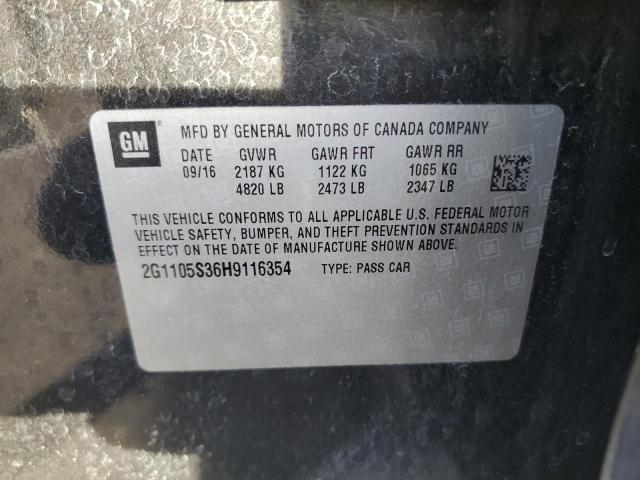 GM
MFD BY GENERAL MOTORS OF CANADA COMPANY
DATE GVWR GAWR FRT GAWR RR
09/16 2187 KG 1122 KG 1065 KG
4820 LB 2473 LB 2347 LB
THIS VEHICLE CONFORMS TO ALL APPLICABLE U.S. FEDERAL MOTOR
VEHICLE SAFETY, BUMPER, AND THEFT PREVENTION STANDARDS IN
EFFECT ON THE DATE OF MANUFACTURE SHOWN ABOVE.
2G1105S36H9116354 TYPE: PASS CAR